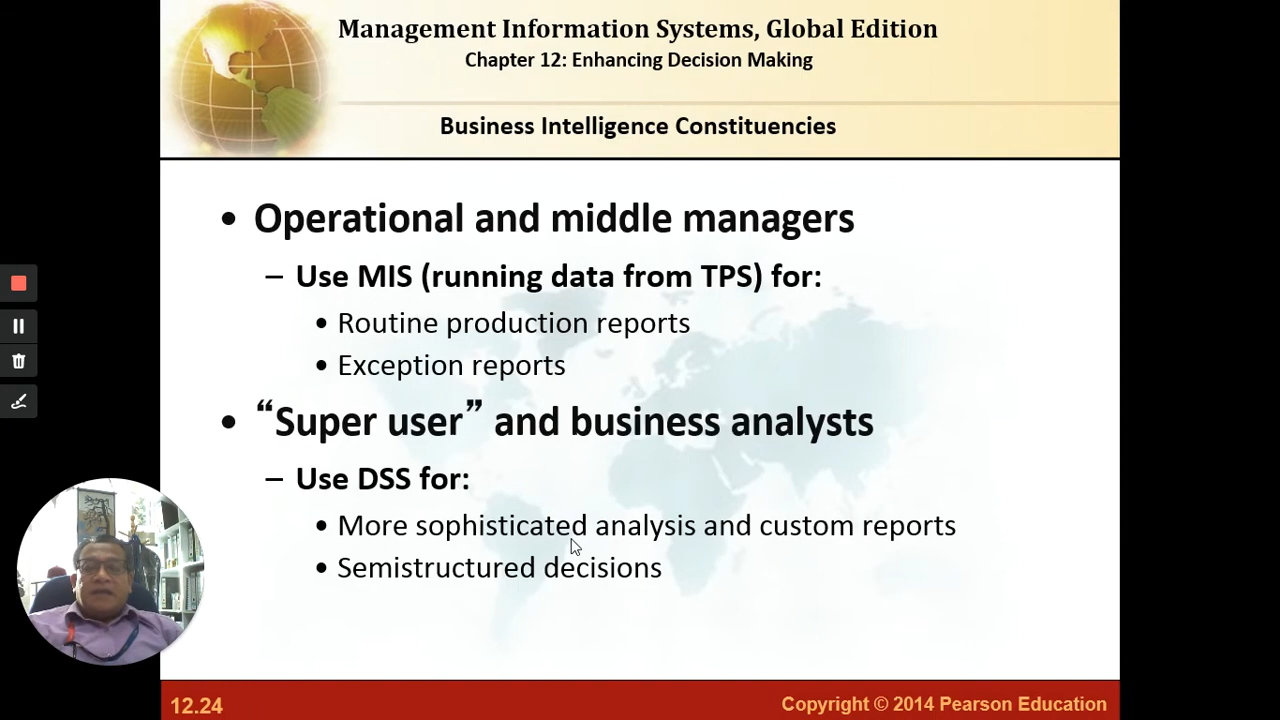 Management Information Systems, Global Edition
Chapter 12: Enhancing Decision Making
Business Intelligence Constituencies
• Operational and middle managers
– Use MIS (running data from TPS) for:
• Routine production reports
• Exception reports
• “Super user” and business analysts
– Use DSS for:
• More sophisticated analysis and custom reports
• Semistructured decisions
12.24
Copyright © 2014 Pearson Education